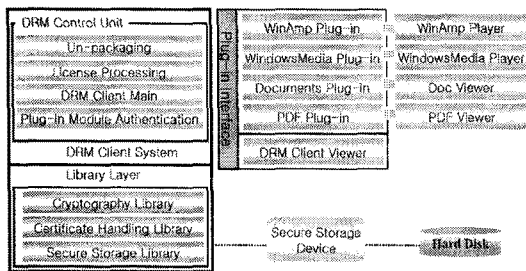 DRM Control Unit
Un-packaging
License Processing
DRM Client Main
Plug-In Module Authentication
DRM Client System
Library Layer
Cryptography Library
Certificate Handling Library
Secure Storage Library
Plug-in Interface
WinAmp Plug-in
WindowsMedia Plug-in
Documents Plug-in
PDF Plug-in
DRM Client Viewer
WinAmp Player
WindowsMedia Player
Doc Viewer
PDF Viewer
Secure Storage
Device
Hard Disk